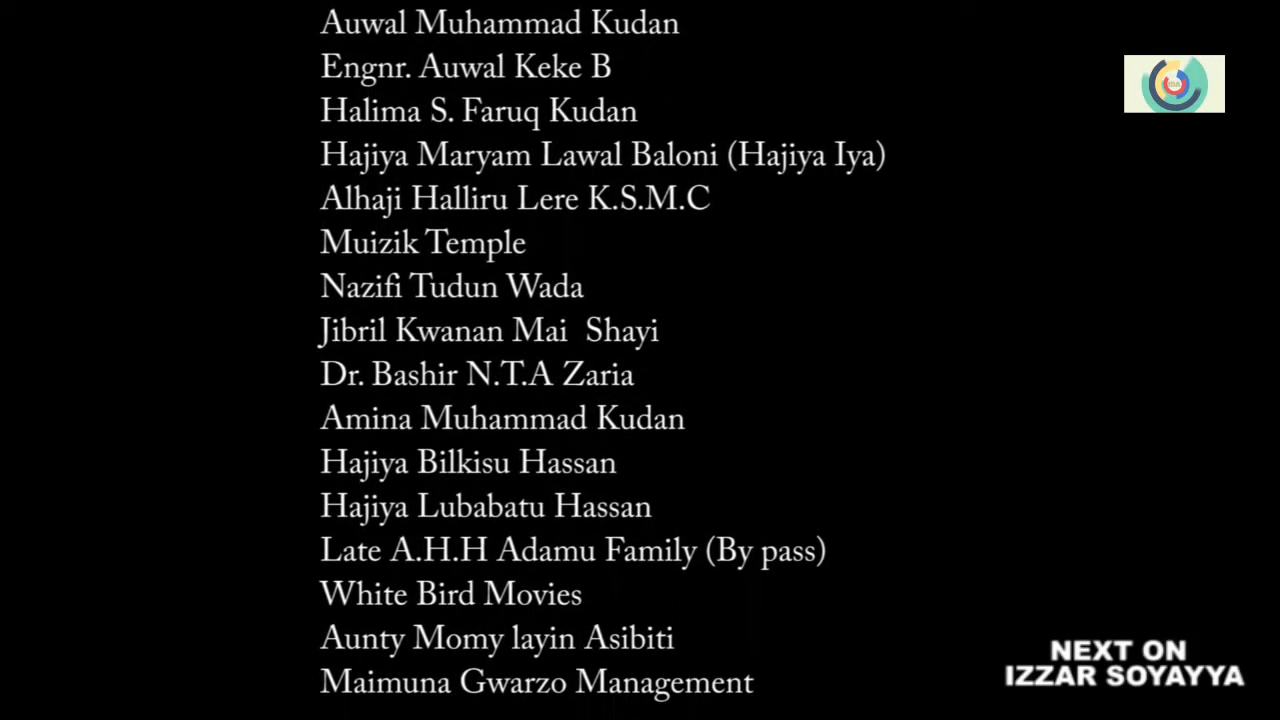 Auwal Muhammad Kudan
Engnr. Auwal Keke B
Halima S. Faruq Kudan
Hajiya Maryam Lawal Baloni (Hajiya Iya)
Alhaji Halliru Lere K.S.M.C
Muizik Temple
Nazifi Tudun Wada
Jibril Kwanan Mai  Shayi
Dr. Bashir N.T.A Zaria
Amina Muhammad Kudan
Hajiya Bilkisu Hassan
Hajiya Lubabatu Hassan
Late A.H.H Adamu Family (By pass)
White Bird Movies
Aunty Momy layin Asibiti
Maimuna Gwarzo Management
NEXT ON
IZZAR SOYAYYA